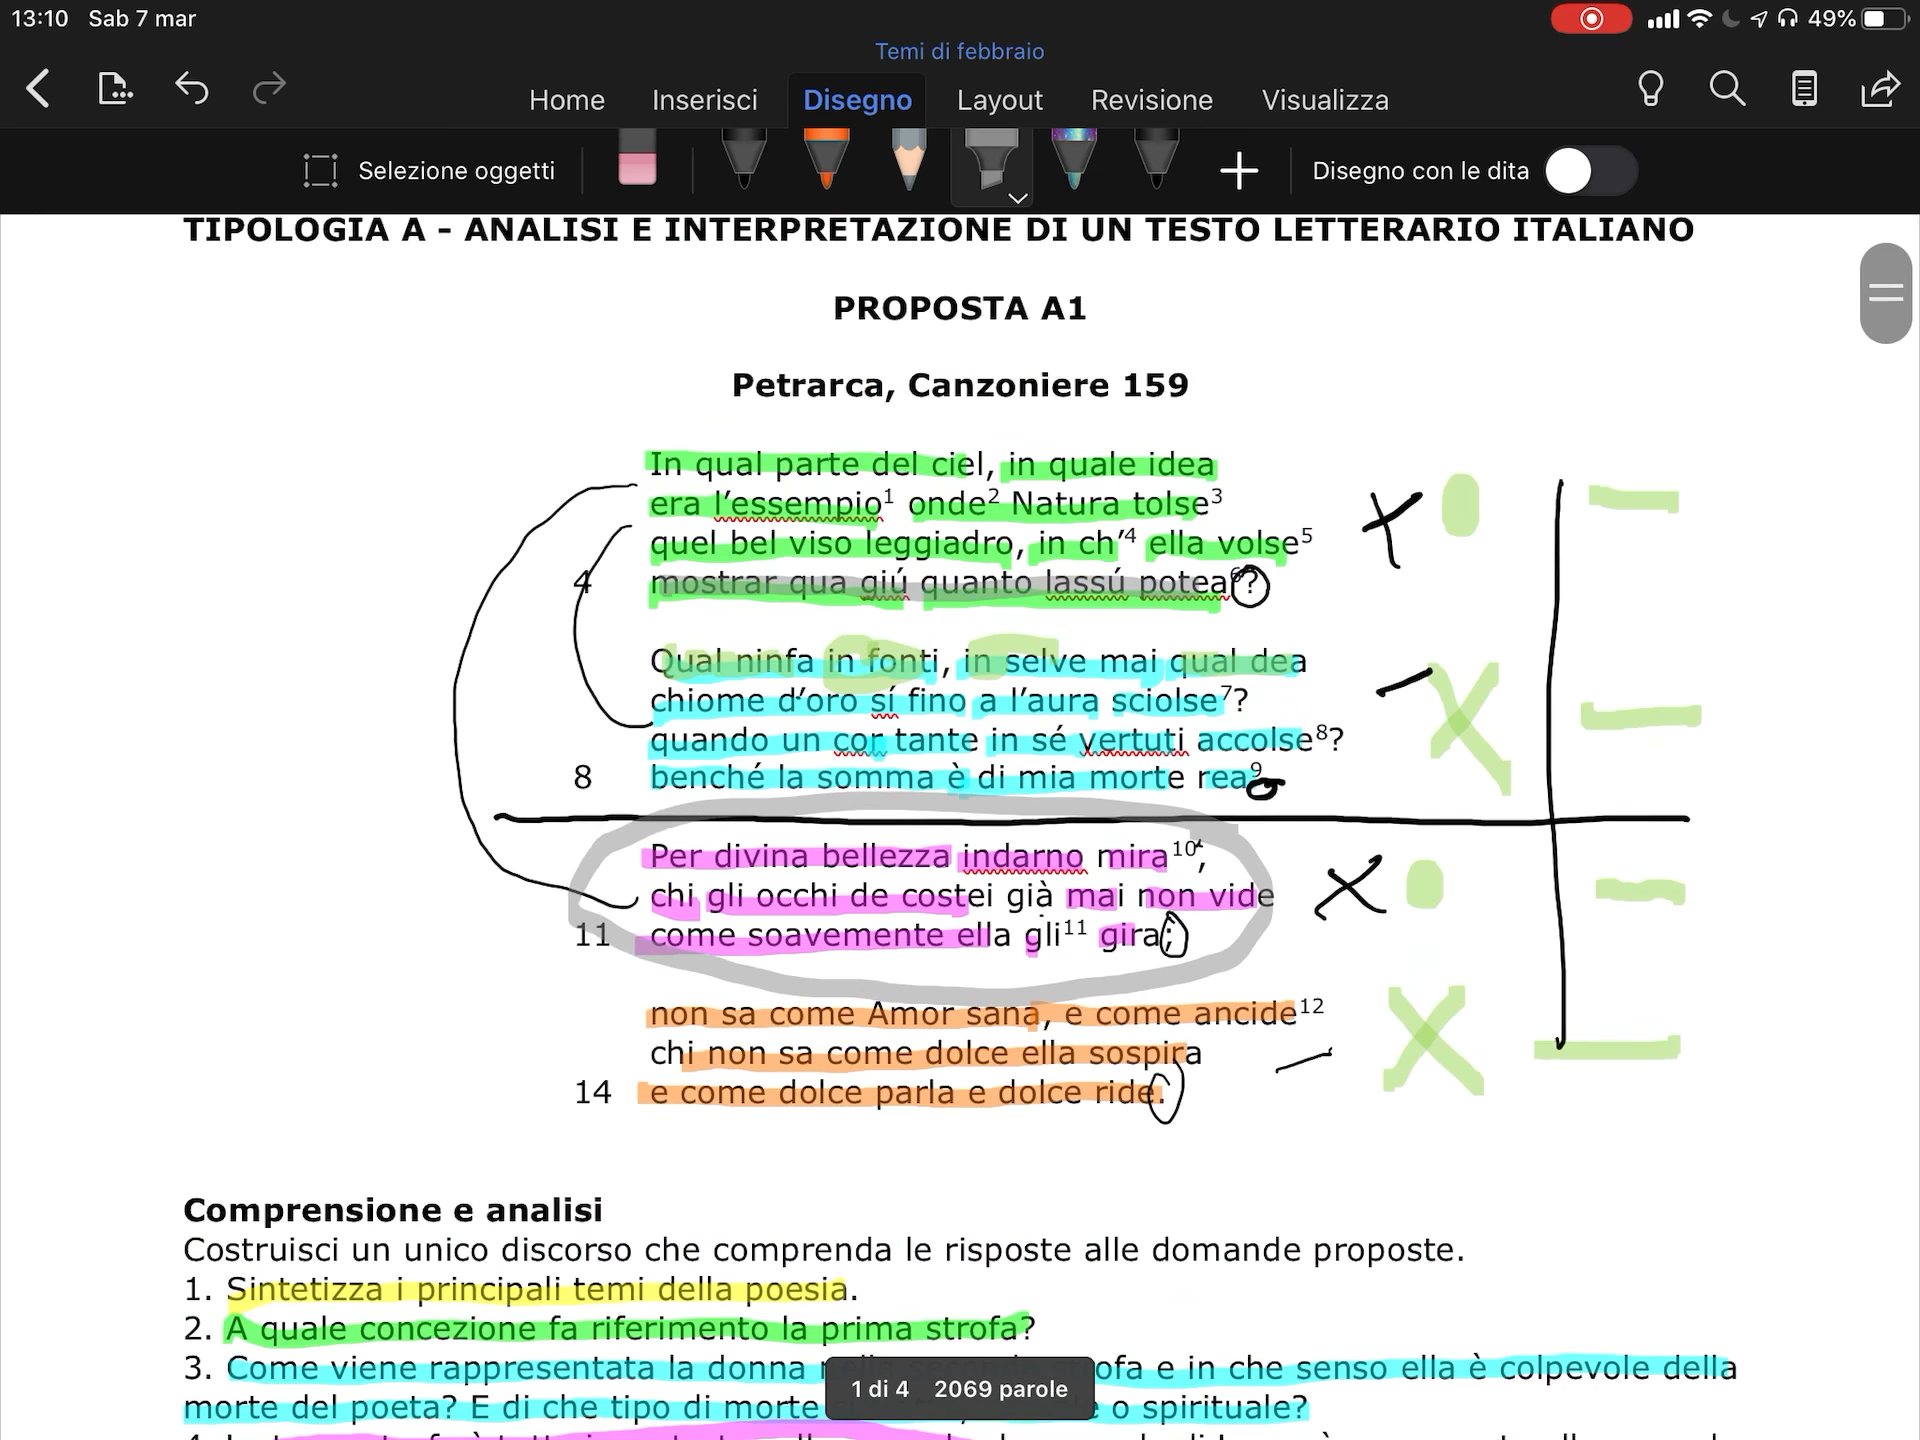 13:10 Sab 7 mar 49%
Temi di febbraio
Home Inserisci Disegno Layout Revisione Visualizza
Selezione oggetti Disegno con le dita
TIPOLOGIA A - ANALISI E INTERPRETAZIONE DI UN TESTO LETTERARIO ITALIANO
PROPOSTA A1
Petrarca, Canzoniere 159
In qual parte del ciel, in quale idea
era l’essempio¹ onde² Natura tolse³
quel bel viso leggiadro, in ch’⁴ ella volse⁵
4 mostrar qua giú quanto lassú potea⁶?
Qual ninfa in fonti, in selve mai qual dea
chiome d’oro sí fino a l’aura sciolse⁷?
quando un cor tante in sé vertuti accolse⁸?
8 benché la somma è di mia morte rea⁹
Per divina bellezza indarno mira¹⁰,
chi gli occhi de costei già mai non vide
11 come soavemente ella gli¹¹ gira;
non sa come Amor sana, e come ancide¹²
chi non sa come dolce ella sospira
14 e come dolce parla e dolce ride.
Comprensione e analisi
Costruisci un unico discorso che comprenda le risposte alle domande proposte.
1. Sintetizza i principali temi della poesia.
2. A quale concezione fa riferimento la prima strofa?
3. Come viene rappresentata la donna strofa e in che senso ella è colpevole della
morte del poeta? E di che tipo di morte o spirituale?
1 di 4 2069 parole